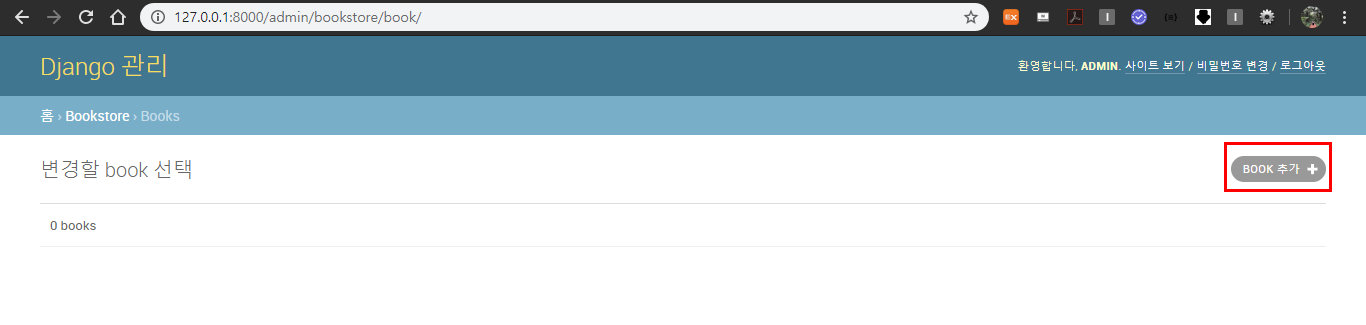 127.0.0.1:8000/admin/bookstore/book/
Django 관리
환영합니다, ADMIN. 사이트 보기 / 비밀번호 변경 / 로그아웃
홈 › Bookstore › Books
변경할 book 선택
BOOK 추가
0 books